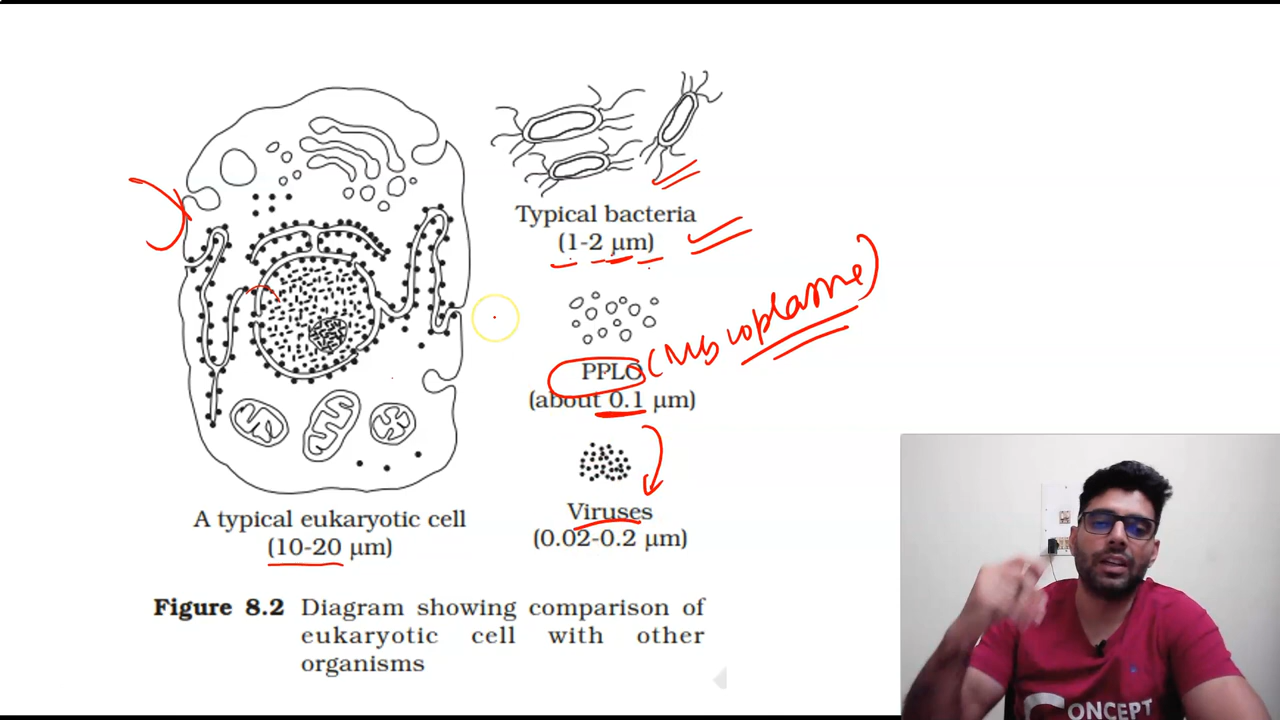 Typical bacteria
(1-2 µm)
PPLO
(Mycoplasma)
(about 0.1 µm)
Viruses
(0.02-0.2 µm)
A typical eukaryotic cell
(10-20 µm)
Figure 8.2 Diagram showing comparison of
eukaryotic cell with other
organisms
CONCEPT